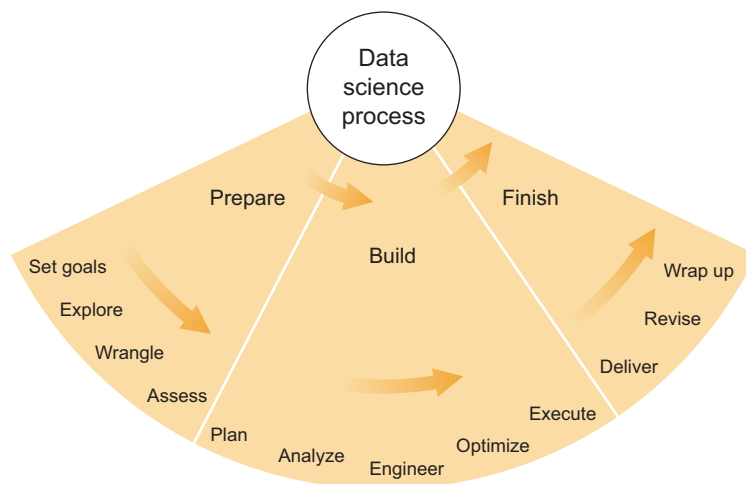 Data
science
process
Prepare
Finish
Build
Set goals
Explore
Wrangle
Assess
Plan
Analyze
Engineer
Optimize
Execute
Deliver
Revise
Wrap up